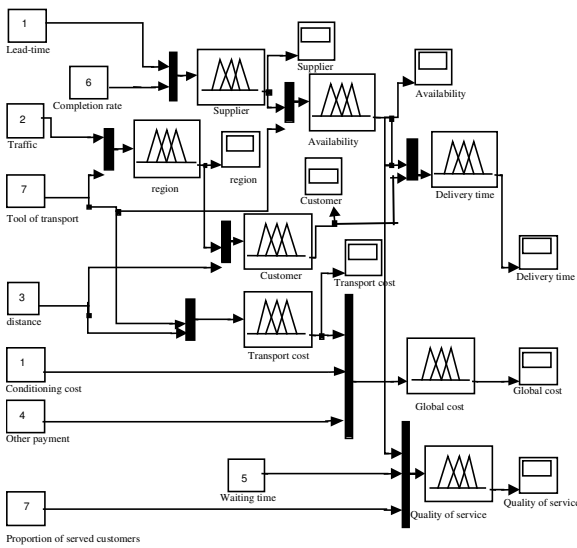 1
Lead-time
Supplier
6
Completion rate
Supplier
Availability
2
Traffic
Availability
region
region
7
Tool of transport
Customer
Delivery time
Customer
Delivery time
3
distance
Transport cost
Transport cost
1
Conditioning cost
Global cost
Global cost
4
Other payment
5
Waiting time
Quality of service
Quality of service
7
Proportion of served customers